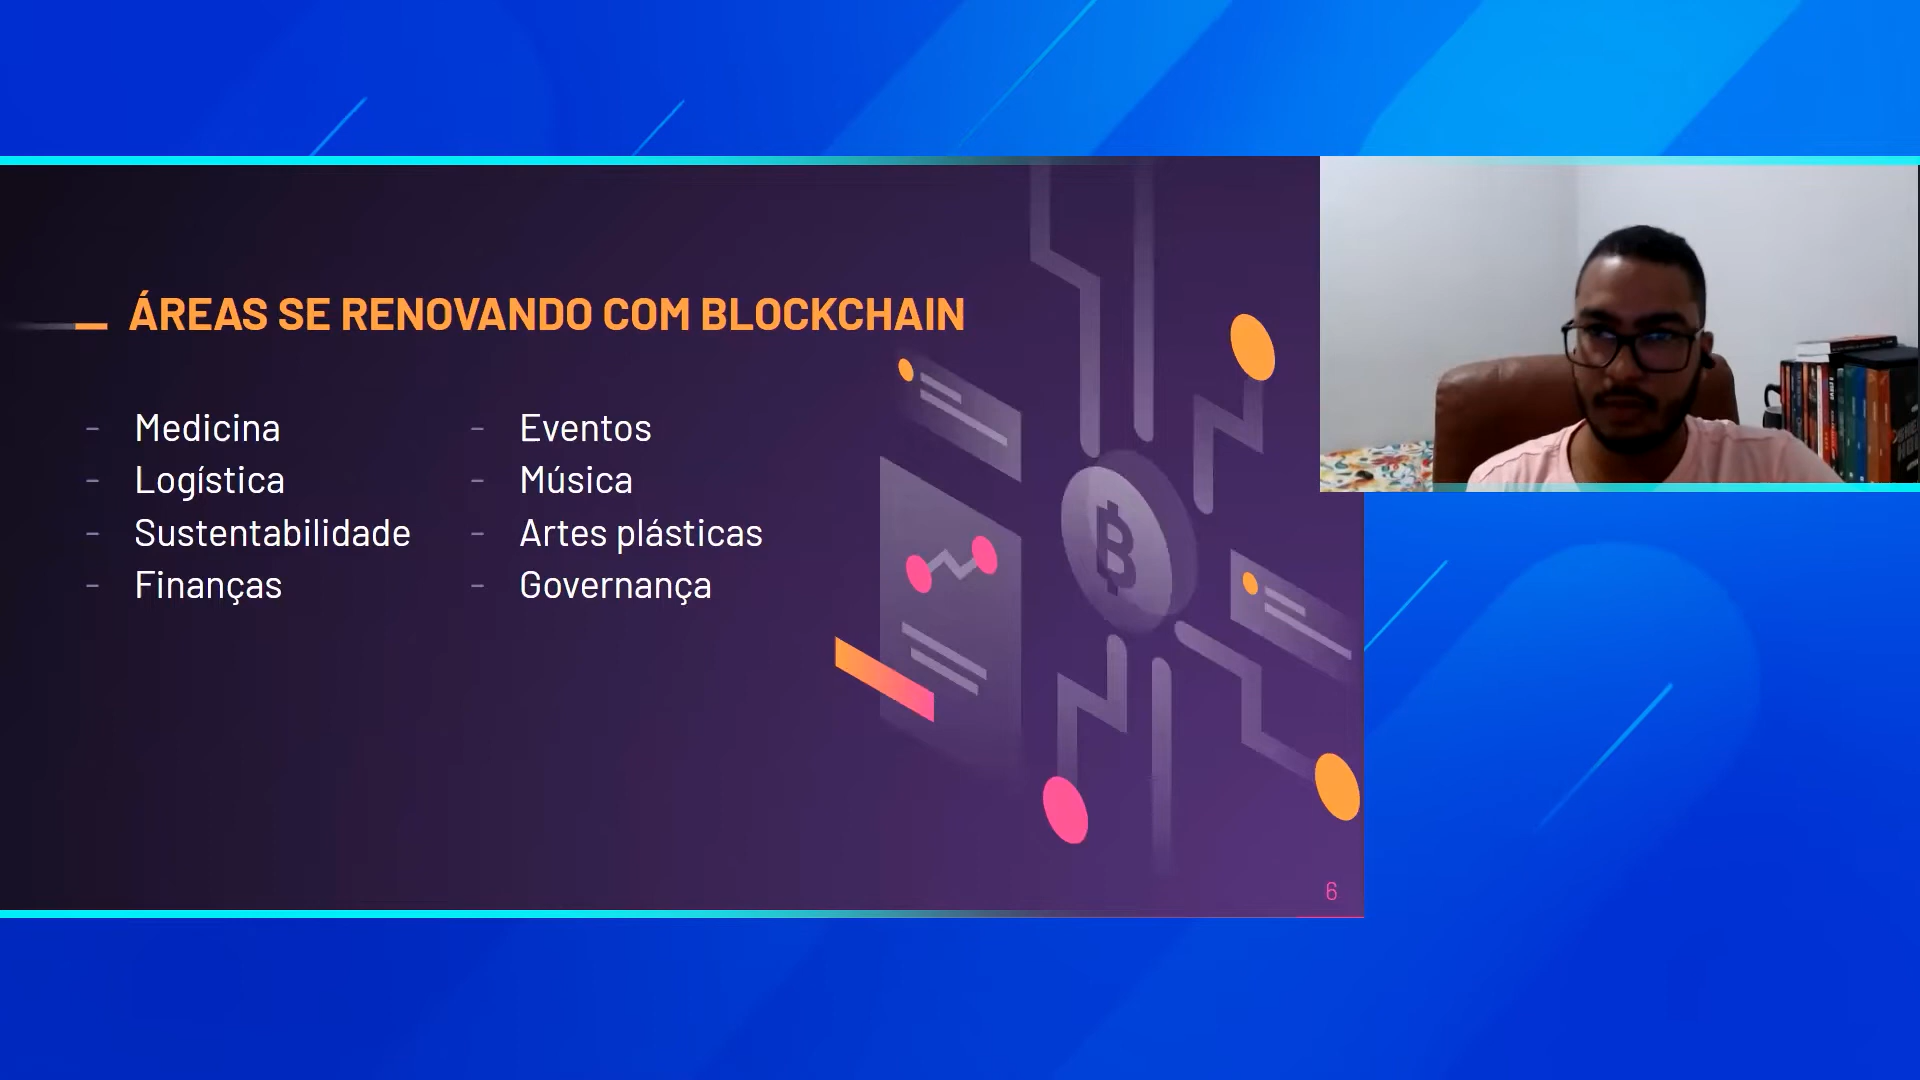 ÁREAS SE RENOVANDO COM BLOCKCHAIN
- Medicina
- Logística
- Sustentabilidade
- Finanças
- Eventos
- Música
- Artes plásticas
- Governança
6